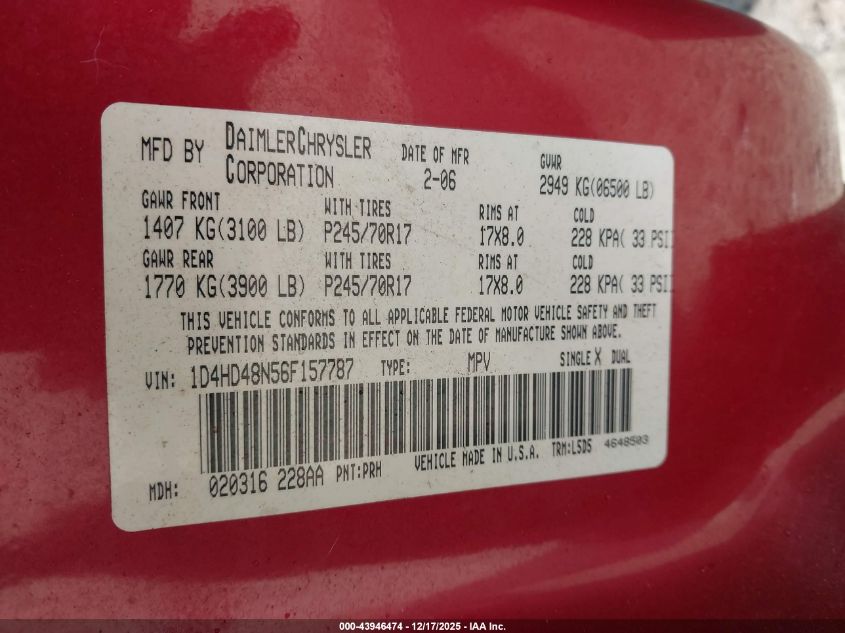 MFD BY DAIMLERCHRYSLER CORPORATION DATE OF MFR 2-06 GVWR 2949 KG(06500 LB)
GAWR FRONT WITH TIRES RIMS AT COLD
1407 KG(3100 LB) P245/70R17 17X8.0 228 KPA( 33 PSI)
GAWR REAR WITH TIRES RIMS AT COLD
1770 KG(3900 LB) P245/70R17 17X8.0 228 KPA( 33 PSI)
THIS VEHICLE CONFORMS TO ALL APPLICABLE FEDERAL MOTOR VEHICLE SAFETY AND THEFT
PREVENTION STANDARDS IN EFFECT ON THE DATE OF MANUFACTURE SHOWN ABOVE.
VIN: 1D4HD48N56F157787 TYPE: MPV SINGLE X DUAL
MDH: 020316 228AA PNT:PRH VEHICLE MADE IN U.S.A. TRM:L5D5 4648503
000-43946474 - 12/17/2025 - IAA Inc.